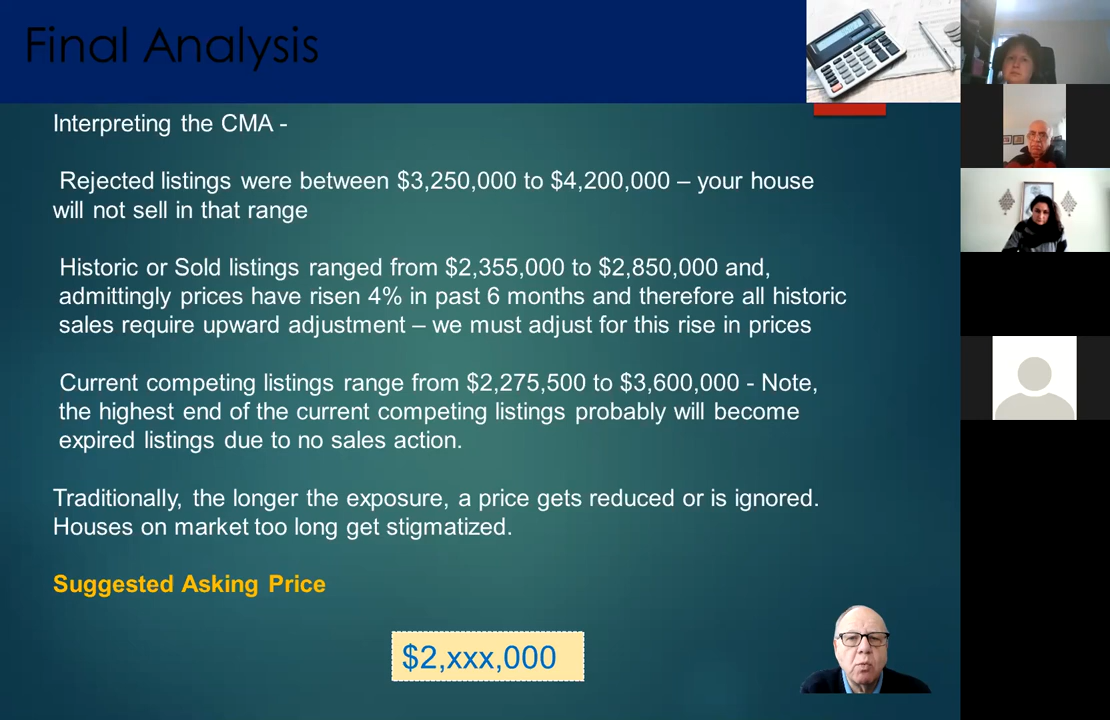 Final Analysis
Interpreting the CMA -
Rejected listings were between $3,250,000 to $4,200,000 – your house
will not sell in that range
Historic or Sold listings ranged from $2,355,000 to $2,850,000 and,
admittingly prices have risen 4% in past 6 months and therefore all historic
sales require upward adjustment – we must adjust for this rise in prices
Current competing listings range from $2,275,500 to $3,600,000 - Note,
the highest end of the current competing listings probably will become
expired listings due to no sales action.
Traditionally, the longer the exposure, a price gets reduced or is ignored.
Houses on market too long get stigmatized.
Suggested Asking Price
$2,xxx,000